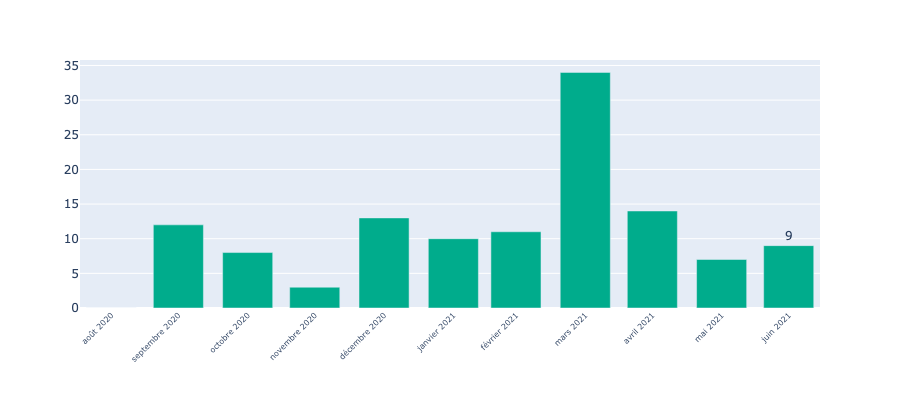 35
30
25
20
15
10
5
0
9
août 2020
septembre 2020
octobre 2020
novembre 2020
décembre 2020
janvier 2021
février 2021
mars 2021
avril 2021
mai 2021
juin 2021